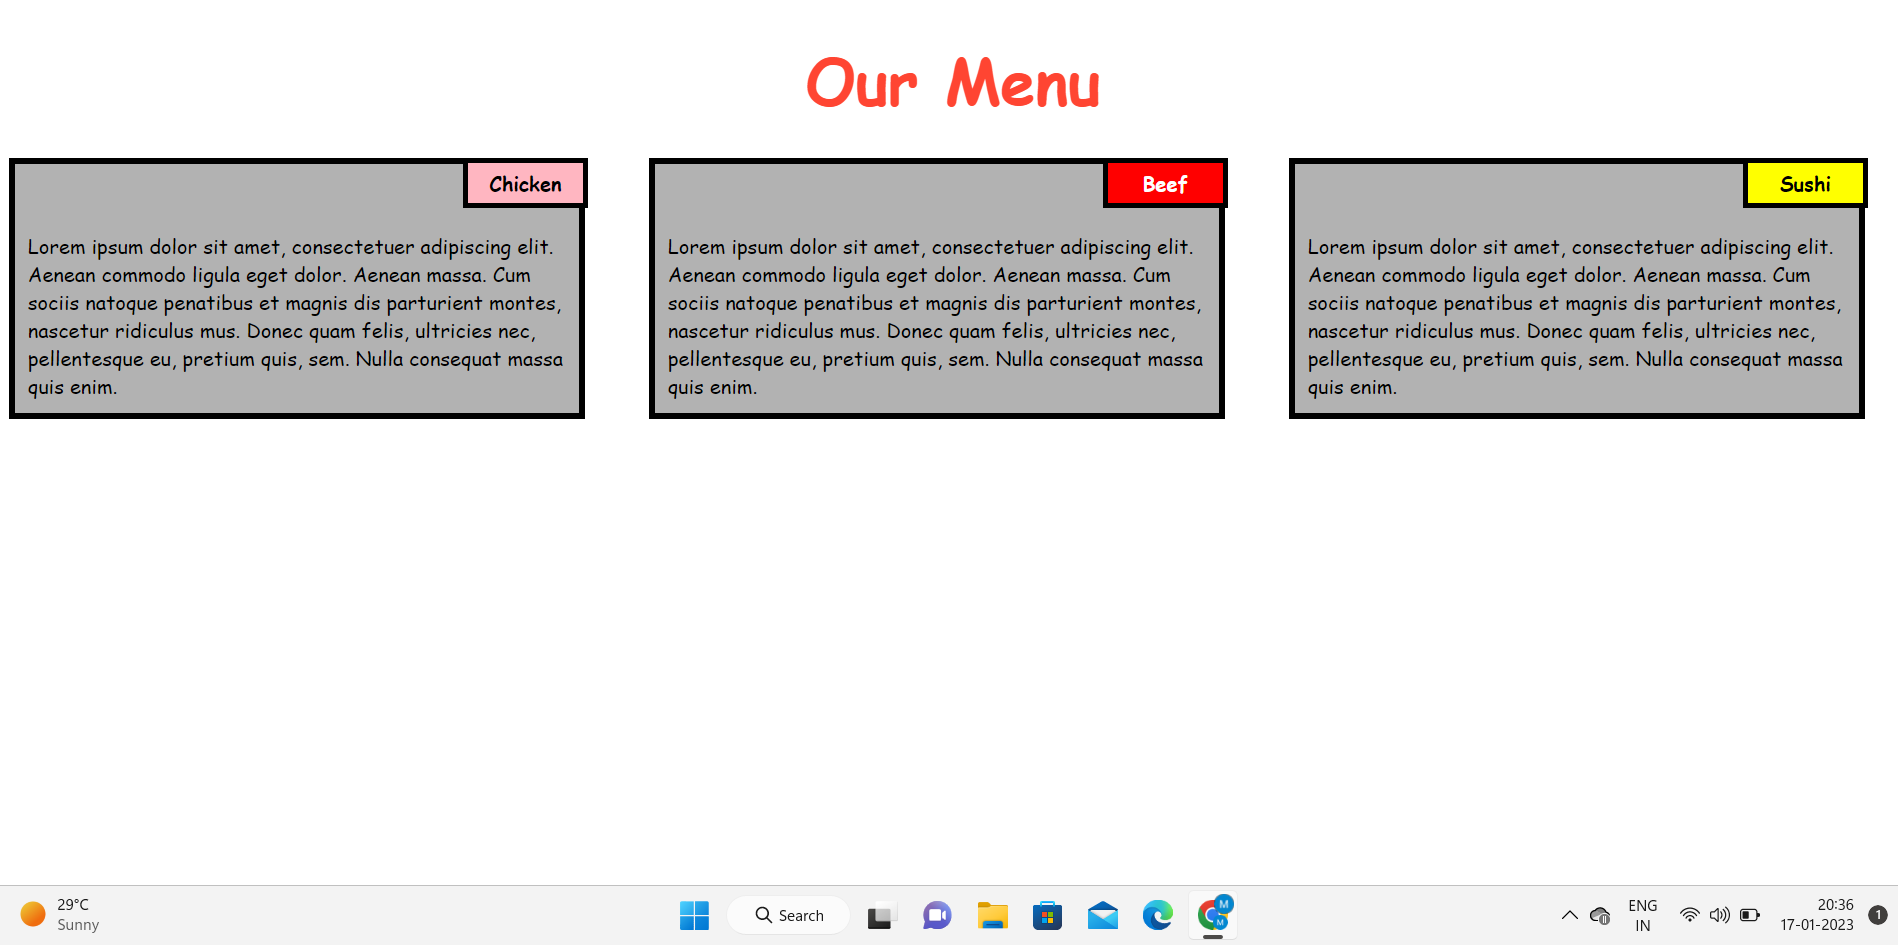 Our Menu
Chicken
Lorem ipsum dolor sit amet, consectetuer adipiscing elit.
Aenean commodo ligula eget dolor. Aenean massa. Cum
sociis natoque penatibus et magnis dis parturient montes,
nascetur ridiculus mus. Donec quam felis, ultricies nec,
pellentesque eu, pretium quis, sem. Nulla consequat massa
quis enim.
Beef
Lorem ipsum dolor sit amet, consectetuer adipiscing elit.
Aenean commodo ligula eget dolor. Aenean massa. Cum
sociis natoque penatibus et magnis dis parturient montes,
nascetur ridiculus mus. Donec quam felis, ultricies nec,
pellentesque eu, pretium quis, sem. Nulla consequat massa
quis enim.
Sushi
Lorem ipsum dolor sit amet, consectetuer adipiscing elit.
Aenean commodo ligula eget dolor. Aenean massa. Cum
sociis natoque penatibus et magnis dis parturient montes,
nascetur ridiculus mus. Donec quam felis, ultricies nec,
pellentesque eu, pretium quis, sem. Nulla consequat massa
quis enim.
29°C
Sunny
Search
M
M
ENG
IN
20:36
17-01-2023
1